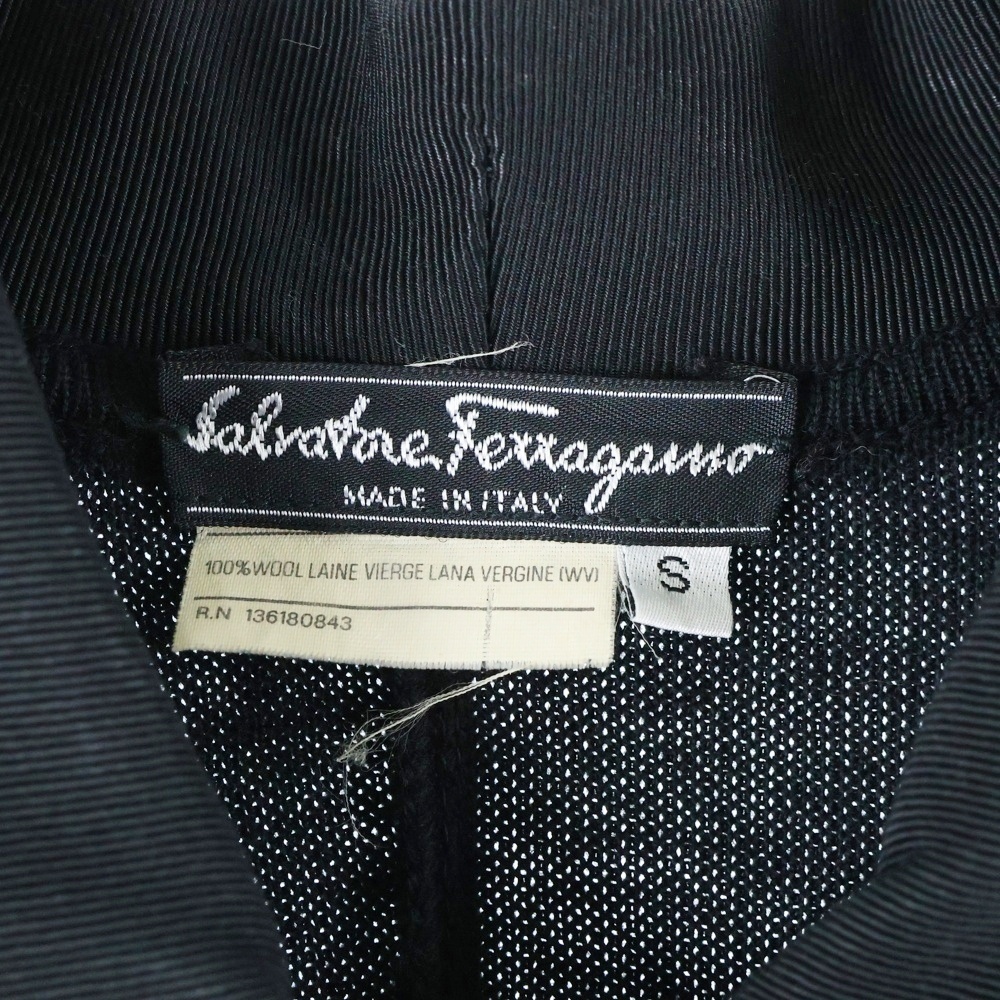 Salvatore Ferragamo
MADE IN ITALY
100% WOOL LAINE VIERGE LANA VERGINE (WV)
R.N 136180843
S